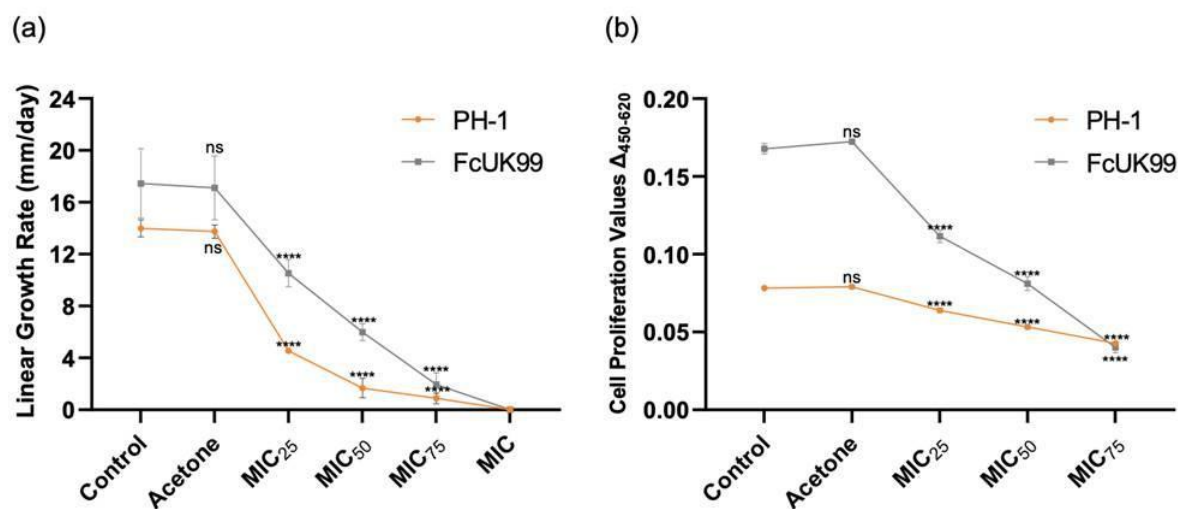 (a)
Linear Growth Rate (mm/day)
24
20
16
12
8
4
0
PH-1
FcUK99
ns
ns
****
****
****
****
****
****
Control
Acetone
MIC₂₅
MIC₅₀
MIC₇₅
MIC
(b)
Cell Proliferation Values Δ₄₅₀₋₆₂₀
0.20
0.15
0.10
0.05
0.00
PH-1
FcUK99
ns
ns
****
****
****
****
****
****
Control
Acetone
MIC₂₅
MIC₅₀
MIC₇₅